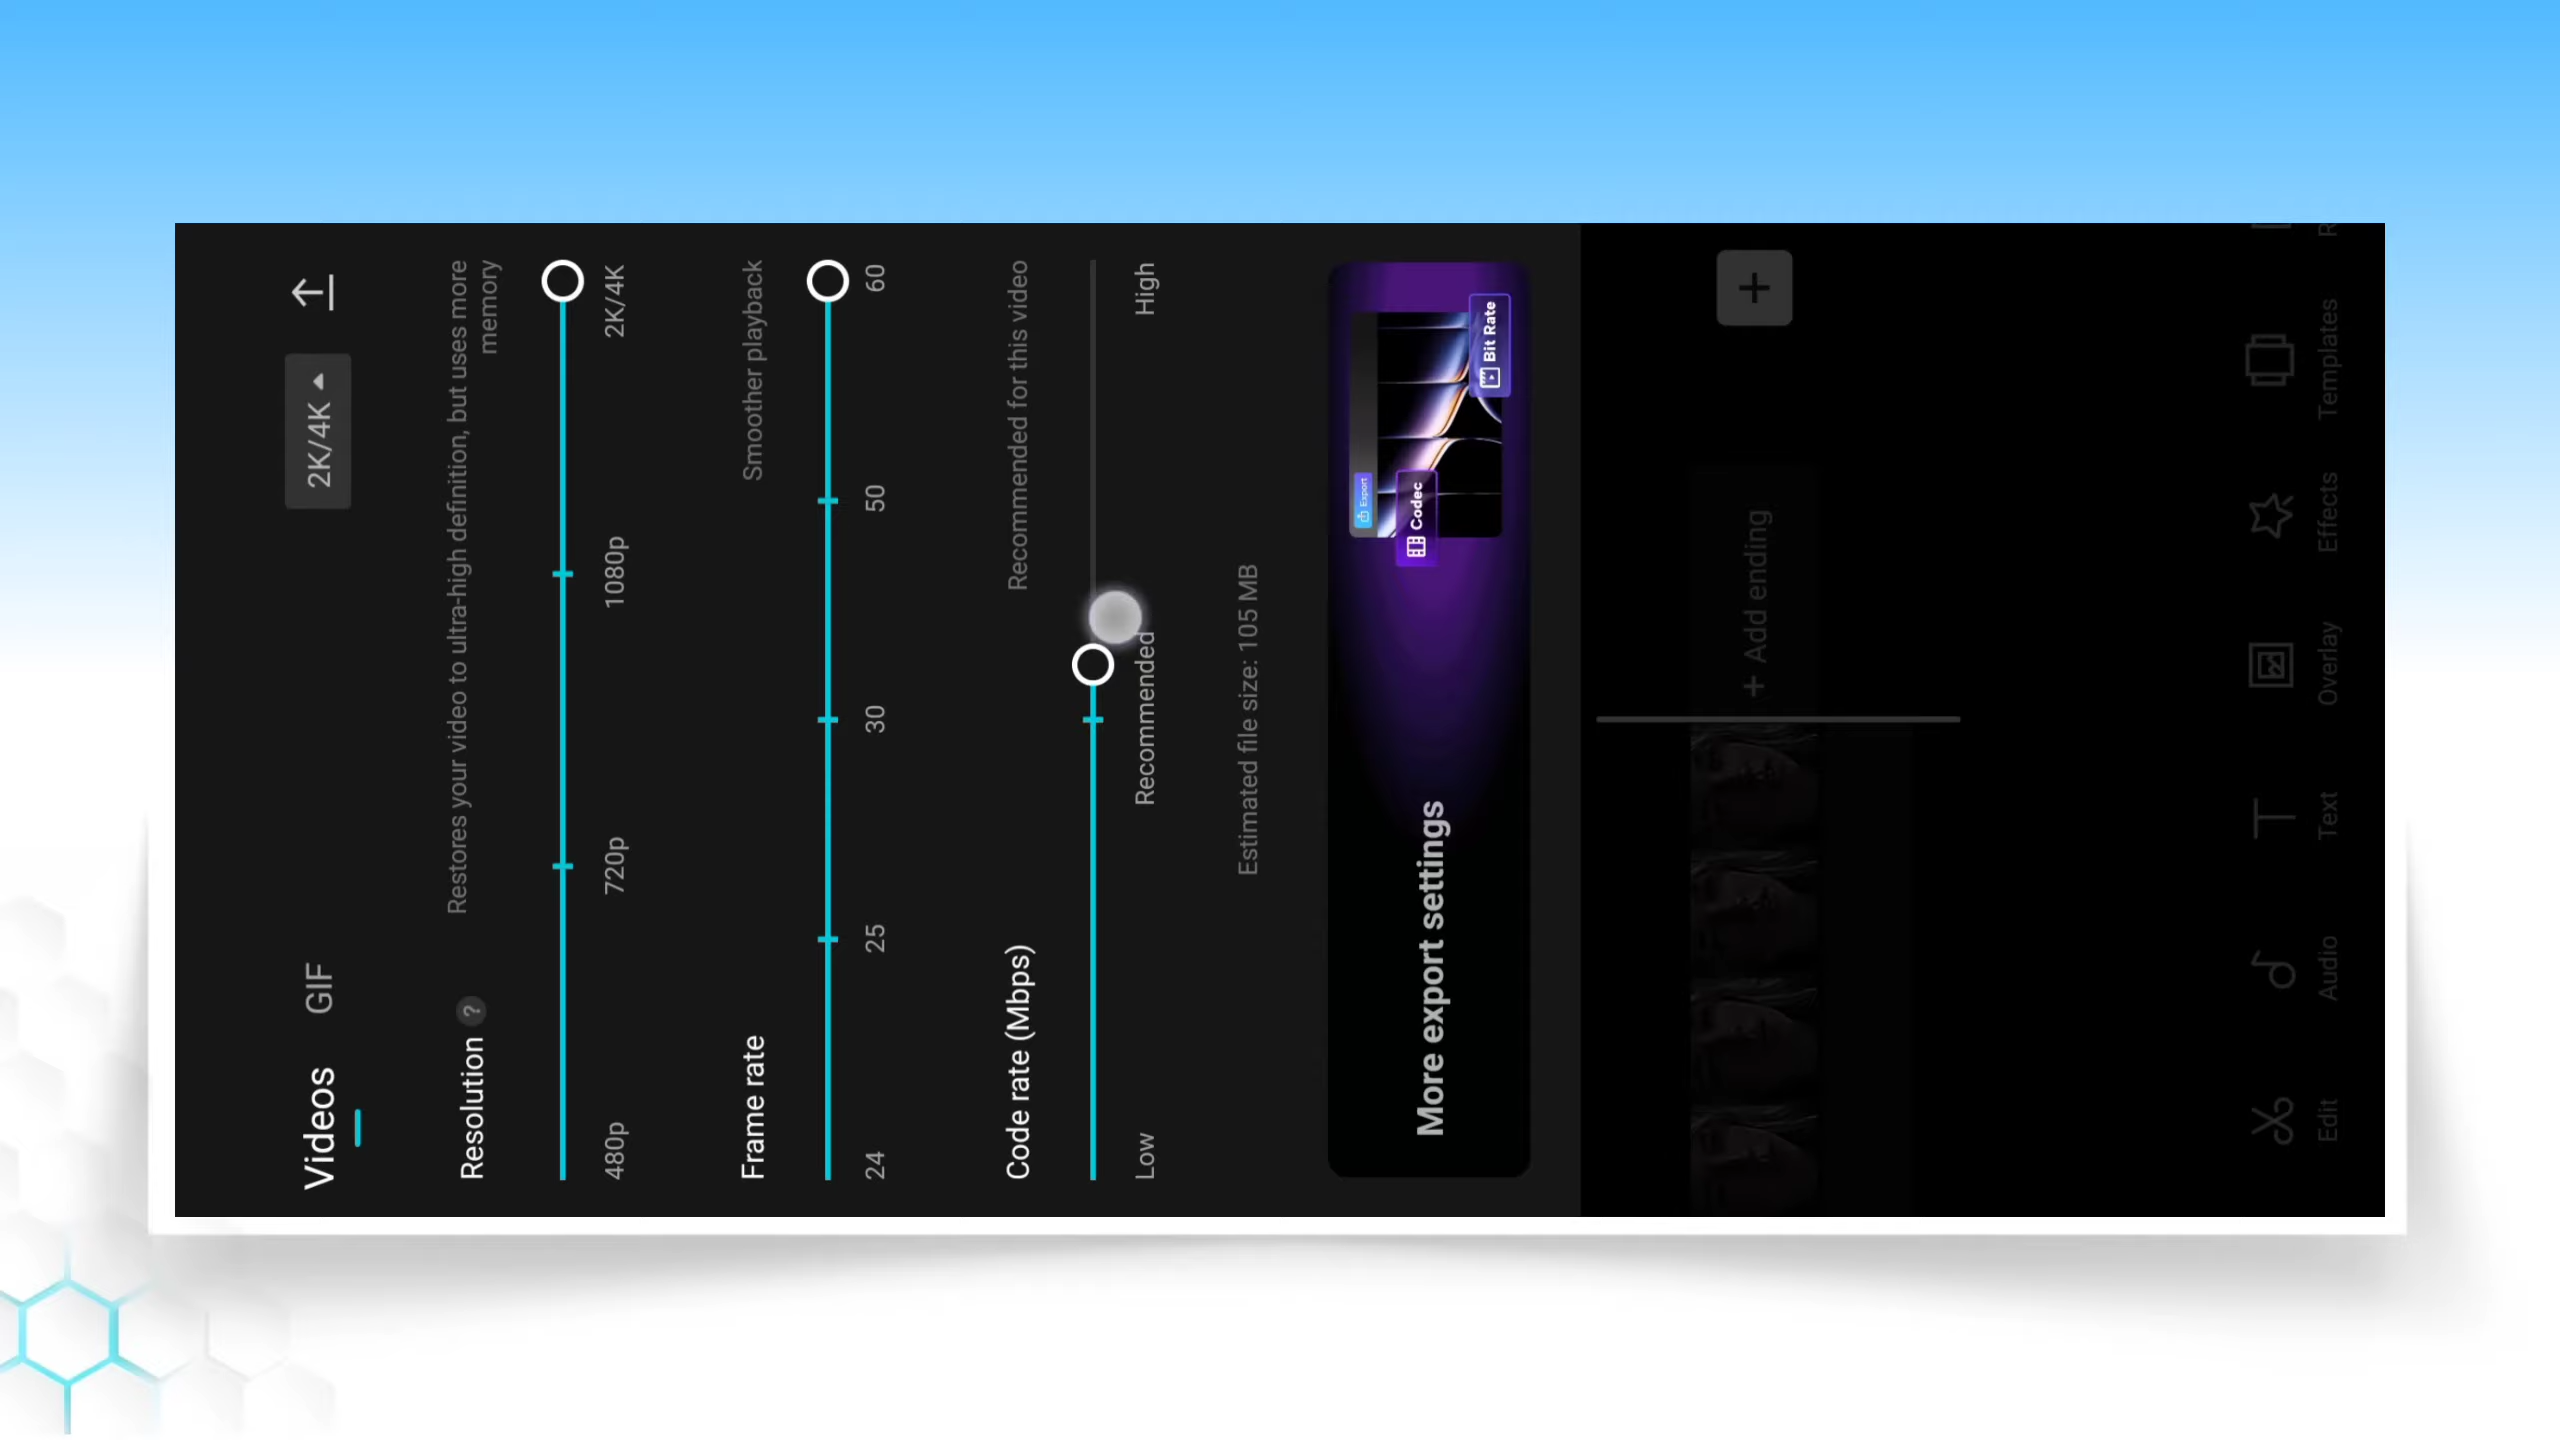 Videos GIF 2K/4K
Resolution ? Restores your video to ultra-high definition, but uses more
memory
480p 720p 1080p 2K/4K
Frame rate Smoother playback
24 25 30 50 60
Code rate (Mbps) Recommended for this video
Low Recommended High
Estimated file size: 105 MB
More export settings
Export
Codec
Bit Rate
+ Add ending +
Edit Audio Text Overlay Effects Templates R